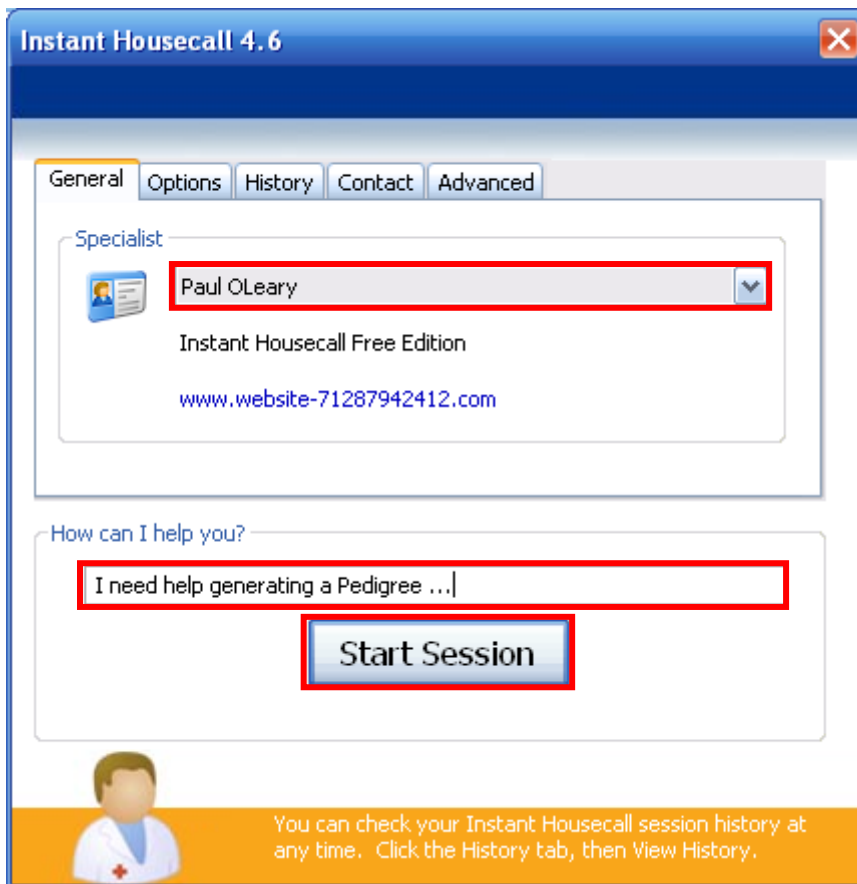 Instant Housecall 4.6
General Options History Contact Advanced
Specialist
Paul OLeary
Instant Housecall Free Edition
www.website-71287942412.com
How can I help you?
I need help generating a Pedigree ...
Start Session
You can check your Instant Housecall session history at
any time.  Click the History tab, then View History.